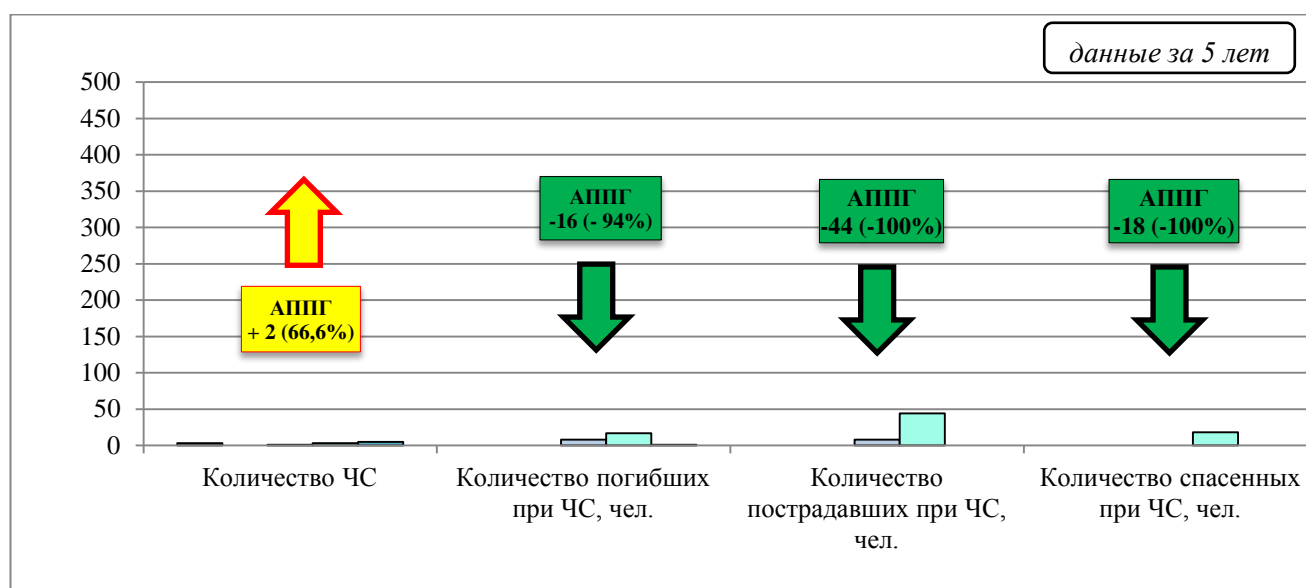 данные за 5 лет
500
450
400
350
300
250
200
150
100
50
0
АППГ
+ 2 (66,6%)
АППГ
-16 (- 94%)
АППГ
-44 (-100%)
АППГ
-18 (-100%)
Количество ЧС
Количество погибших
при ЧС, чел.
Количество
пострадавших при ЧС,
чел.
Количество спасенных
при ЧС, чел.